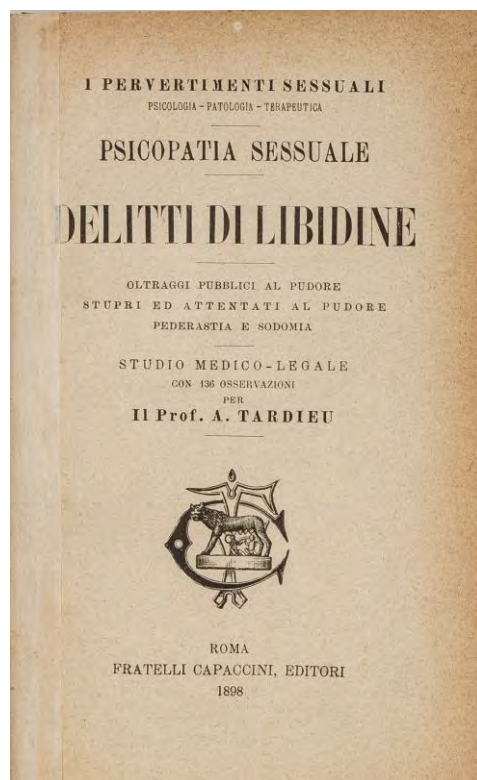 I PERVERTIMENTI SESSUALI
PSICOLOGIA - PATOLOGIA - TERAPEUTICA
PSICOPATIA SESSUALE
DELITTI DI LIBIDINE
OLTRAGGI PUBBLICI AL PUDORE
STUPRI ED ATTENTATI AL PUDORE
PEDERASTIA E SODOMIA
STUDIO MEDICO-LEGALE
CON 136 OSSERVAZIONI
PER
Il Prof. A. TARDIEU
ROMA
FRATELLI CAPACCINI, EDITORI
1898